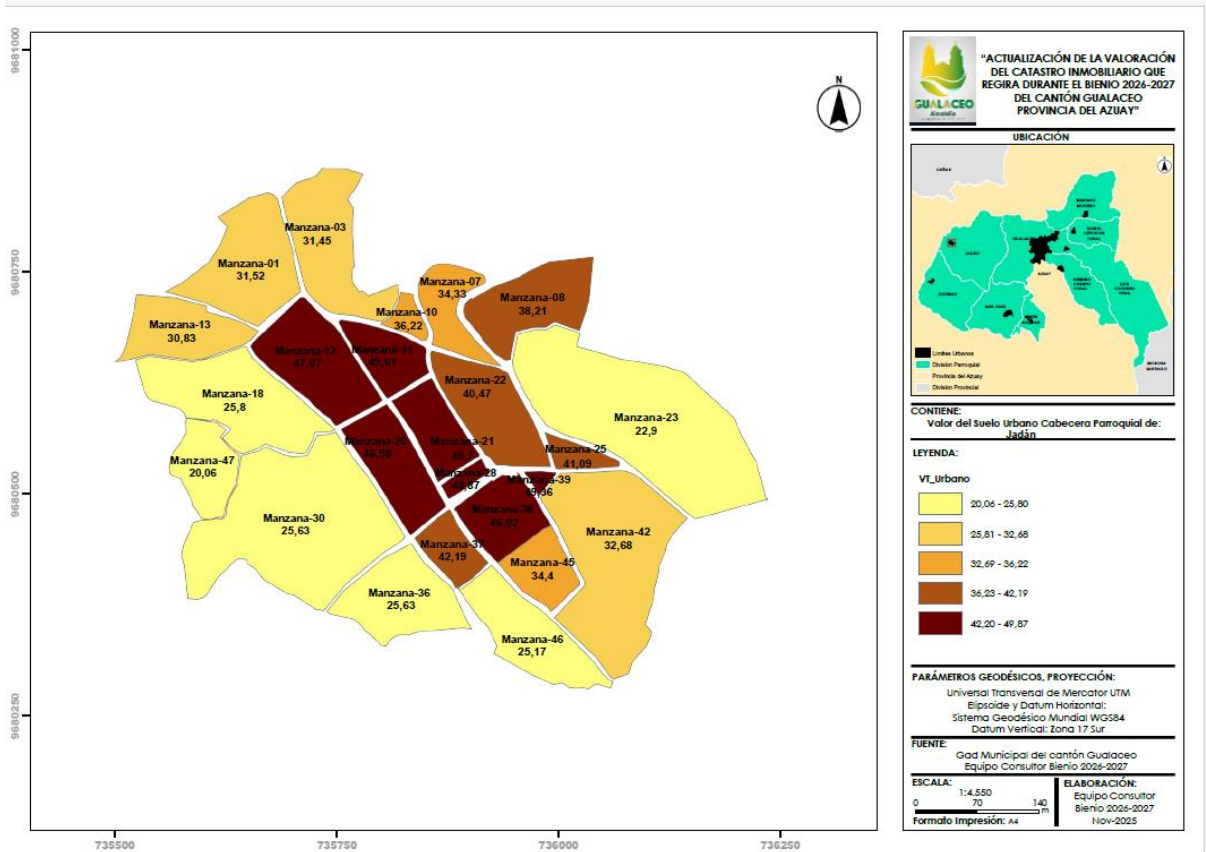 9681000
9680750
9680500
9680250
735500
735750
736000
736250
N
Manzana-03
31,45
Manzana-01
31,52
Manzana-07
34,33
Manzana-08
38,21
Manzana-10
36,22
Manzana-13
30,83
Manzana-12
47,07
Manzana-11
Manzana-22
40,47
Manzana-18
25,8
Manzana-23
22,9
Manzana-20
Manzana-21
Manzana-25
41,09
Manzana-47
20,06
Manzana-28
Manzana-39
Manzana-30
25,63
Manzana-38
46,02
Manzana-42
32,68
Manzana-37
42,19
Manzana-45
34,4
Manzana-36
25,63
Manzana-46
25,17
GUALACEO
Alcaldía
"ACTUALIZACIÓN DE LA VALORACIÓN
DEL CATASTRO INMOBILIARIO QUE
REGIRA DURANTE EL BIENIO 2026-2027
DEL CANTÓN GUALACEO
PROVINCIA DEL AZUAY"
UBICACIÓN
CAÑAR
AZUAY
Límites Urbanos
División Parroquial
Provincia del Azuay
División Provincial
CONTIENE:
Valor del Suelo Urbano Cabecera Parroquial de:
Jadán
LEYENDA:
VT_Urbano
20,06 - 25,80
25,81 - 32,68
32,69 - 36,22
36,23 - 42,19
42,20 - 49,87
PARÁMETROS GEODÉSICOS, PROYECCIÓN:
Universal Transversal de Mercator UTM
Elipsoide y Datum Horizontal:
Sistema Geodésico Mundial WGS84
Datum Vertical: Zona 17 Sur
FUENTE:
Gad Municipal del cantón Gualaceo
Equipo Consultor Bienio 2026-2027
ESCALA:
1:4.550
0 70 140
m
Formato Impresión: A4
ELABORACIÓN:
Equipo Consultor
Bienio 2026-2027
Nov-2025